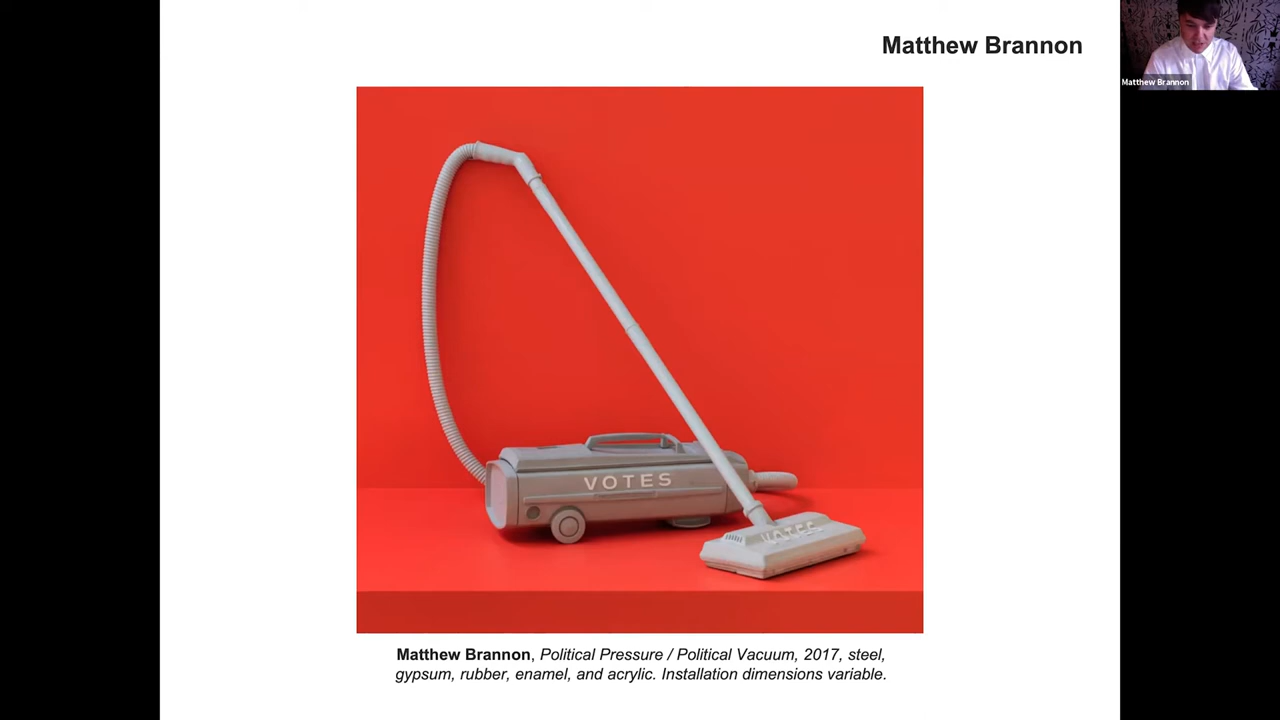 Matthew Brannon
Matthew Brannon
VOTES
VOTES
Matthew Brannon, Political Pressure / Political Vacuum, 2017, steel,
gypsum, rubber, enamel, and acrylic. Installation dimensions variable.